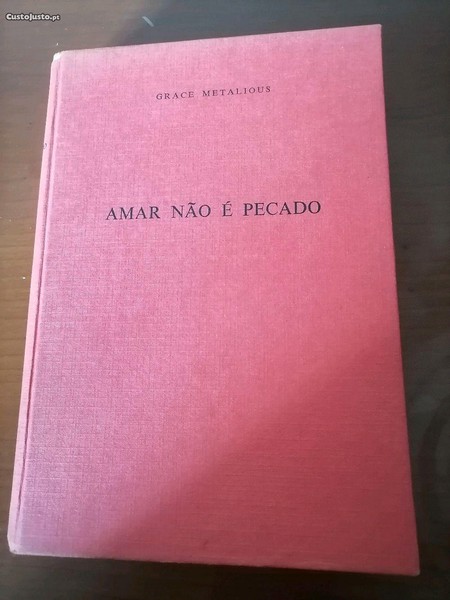 CustoJusto.pt
GRACE METALIOUS
AMAR NÃO É PECADO